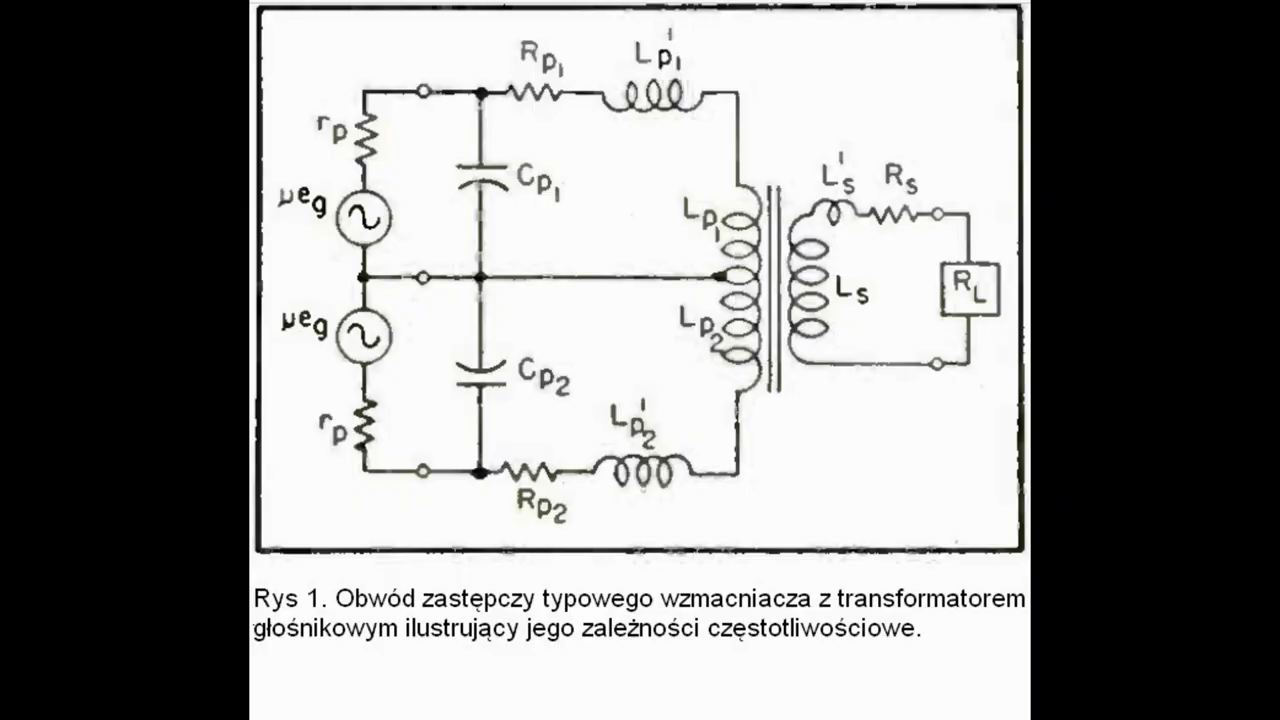 Rp1
Lp1'
rp
Cp1
μeg
Lp1
Ls'
Rs
Ls
RL
μeg
Lp2
Cp2
rp
Lp2'
Rp2
Rys 1. Obwód zastępczy typowego wzmacniacza z transformatorem
głośnikowym ilustrujący jego zależności częstotliwościowe.